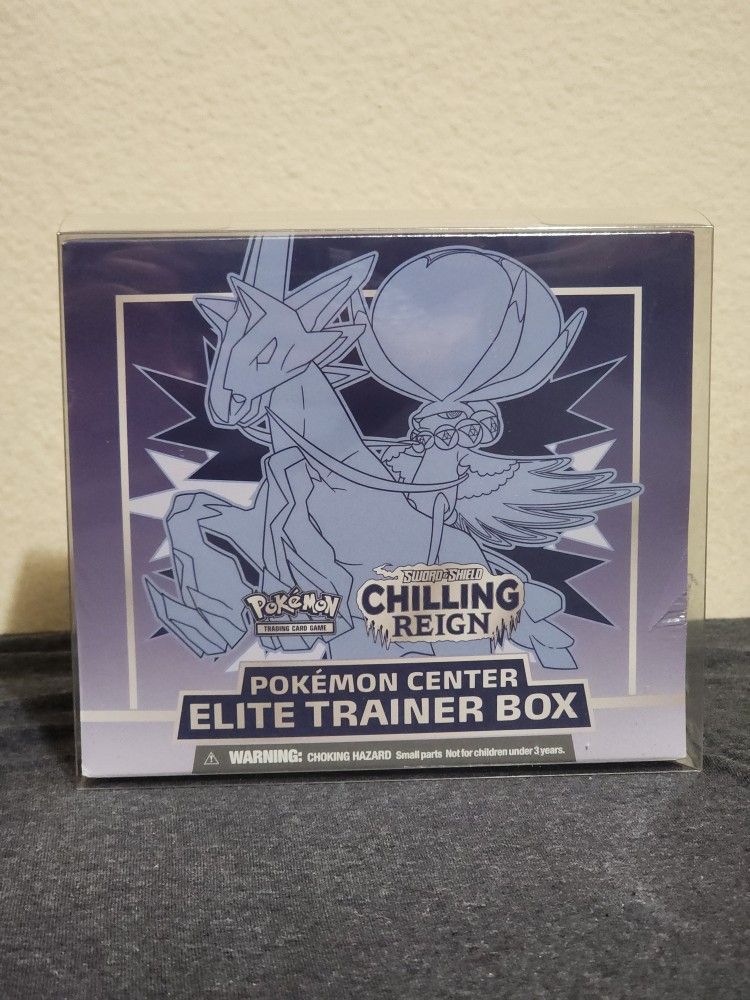 Pokémon
TRADING CARD GAME
SWORD & SHIELD
CHILLING
REIGN
POKÉMON CENTER
ELITE TRAINER BOX
WARNING: CHOKING HAZARD Small parts Not for children under 3 years.